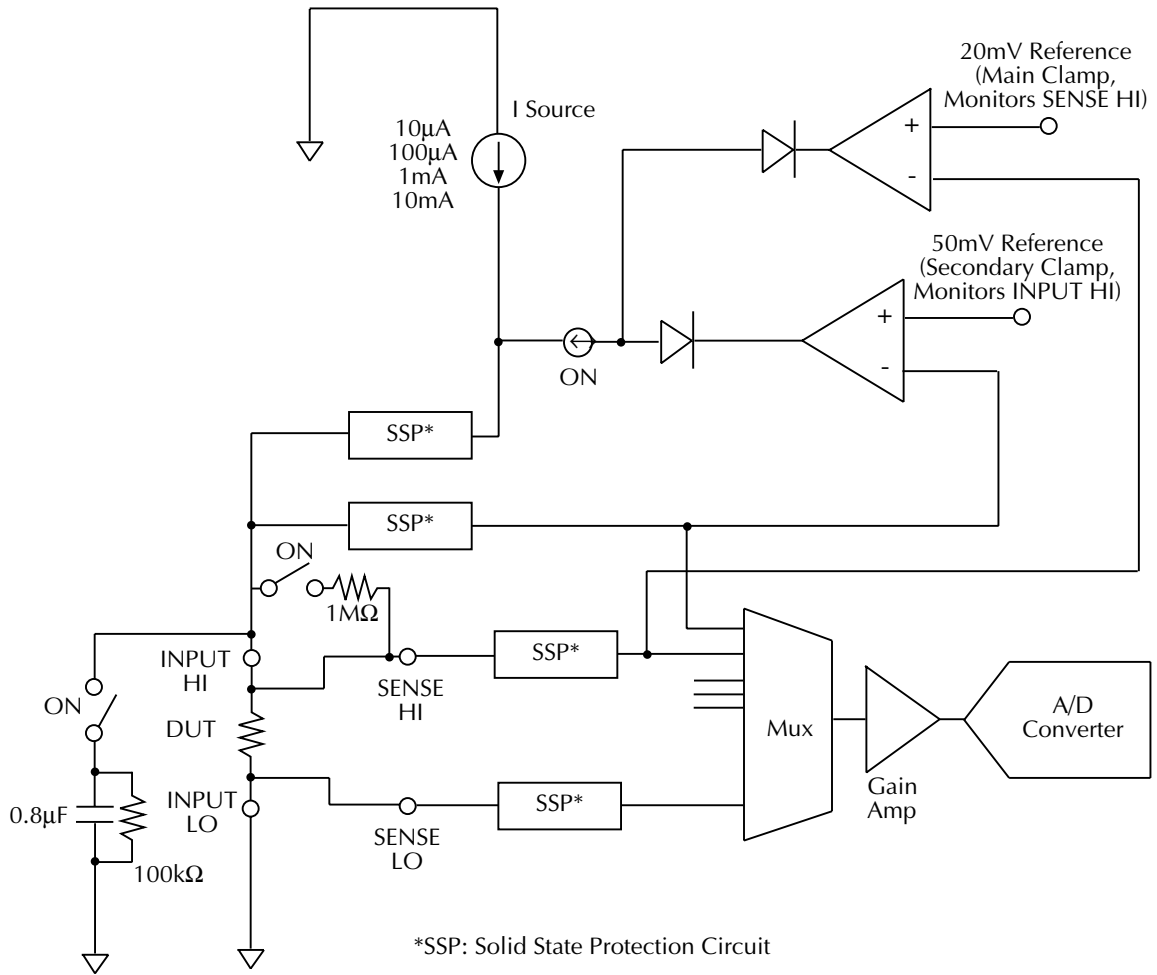 20mV Reference
(Main Clamp,
Monitors SENSE HI)
I Source
10μA
100μA
1mA
10mA
+
-
50mV Reference
(Secondary Clamp,
Monitors INPUT HI)
+
-
ON
SSP*
SSP*
ON
1MΩ
INPUT
HI
SENSE
HI
SSP*
ON
DUT
Mux
A/D
Converter
Gain
Amp
0.8μF
INPUT
LO
SENSE
LO
SSP*
100kΩ
*SSP: Solid State Protection Circuit